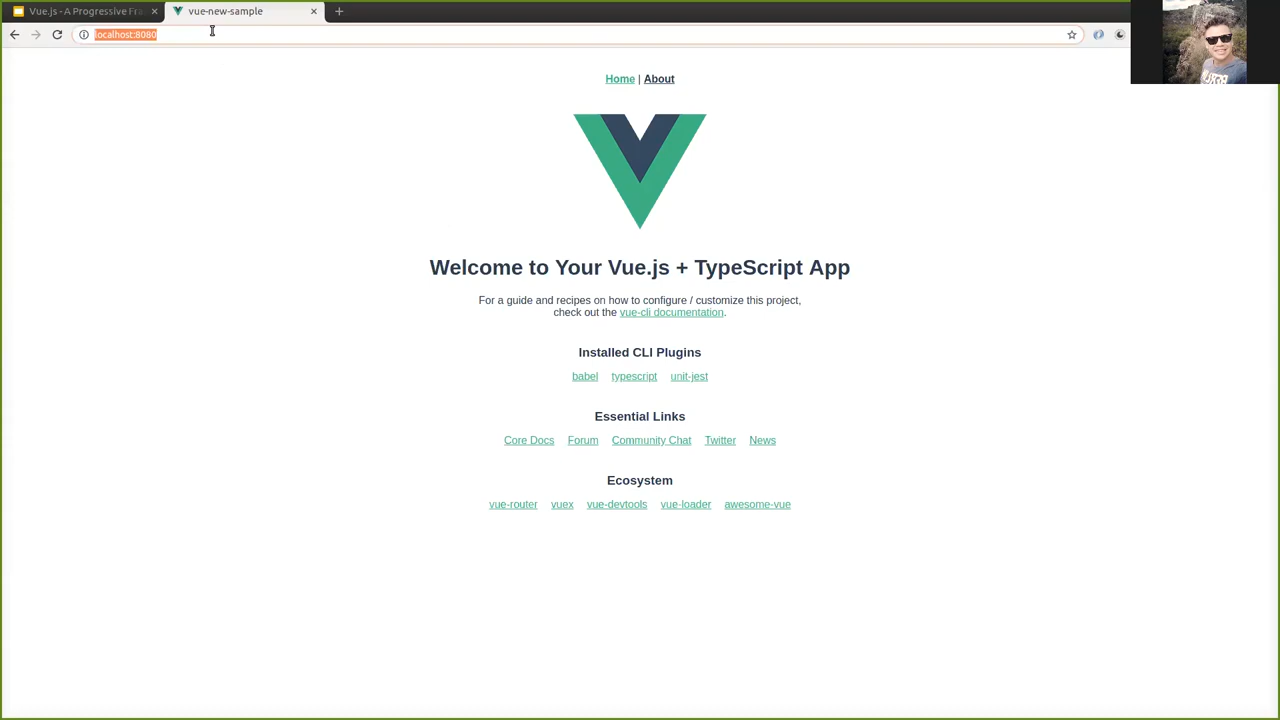 Vue.js - A Progressive Fra
vue-new-sample
localhost:8080
Home | About
Welcome to Your Vue.js + TypeScript App
For a guide and recipes on how to configure / customize this project,
check out the vue-cli documentation.
Installed CLI Plugins
babel typescript unit-jest
Essential Links
Core Docs Forum Community Chat Twitter News
Ecosystem
vue-router vuex vue-devtools vue-loader awesome-vue